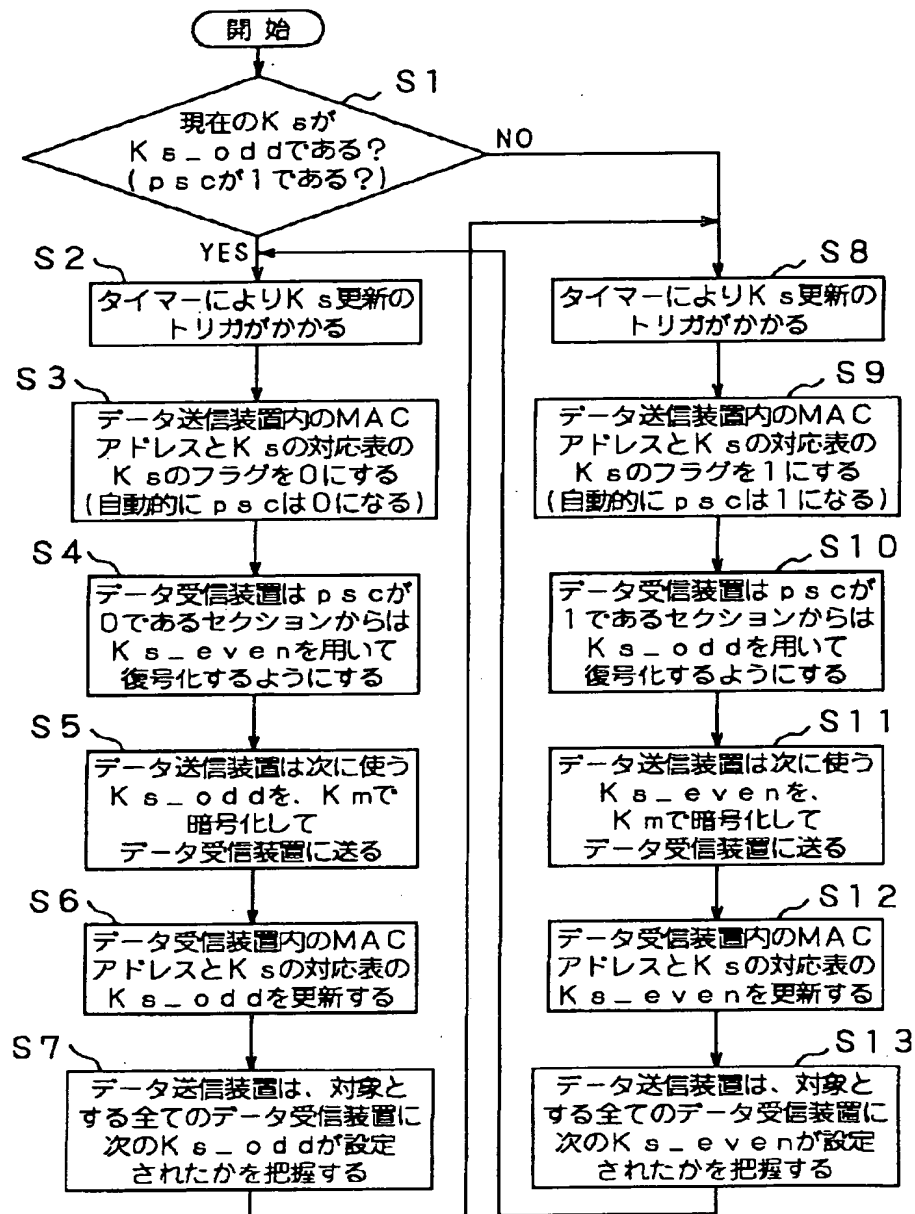 開始
S1
現在のKsが
Ks_oddである?
(pscが1である?)
NO
YES
S2
タイマーによりKs更新の
トリガがかかる
S3
データ送信装置内のMAC
アドレスとKsの対応表の
Ksのフラグを0にする
(自動的にpscは0になる)
S4
データ受信装置はpscが
0であるセクションからは
Ks_evenを用いて
復号化するようにする
S5
データ送信装置は次に使う
Ks_oddを、Kmで
暗号化して
データ受信装置に送る
S6
データ受信装置内のMAC
アドレスとKsの対応表の
Ks_oddを更新する
S7
データ送信装置は、対象と
する全てのデータ受信装置に
次のKs_oddが設定
されたかを把握する
S8
タイマーによりKs更新の
トリガがかかる
S9
データ送信装置内のMAC
アドレスとKsの対応表の
Ksのフラグを1にする
(自動的にpscは1になる)
S10
データ受信装置はpscが
1であるセクションからは
Ks_oddを用いて
復号化するようにする
S11
データ送信装置は次に使う
Ks_evenを、
Kmで暗号化して
データ受信装置に送る
S12
データ受信装置内のMAC
アドレスとKsの対応表の
Ks_evenを更新する
S13
データ送信装置は、対象と
する全てのデータ受信装置に
次のKs_evenが設定
されたかを把握する